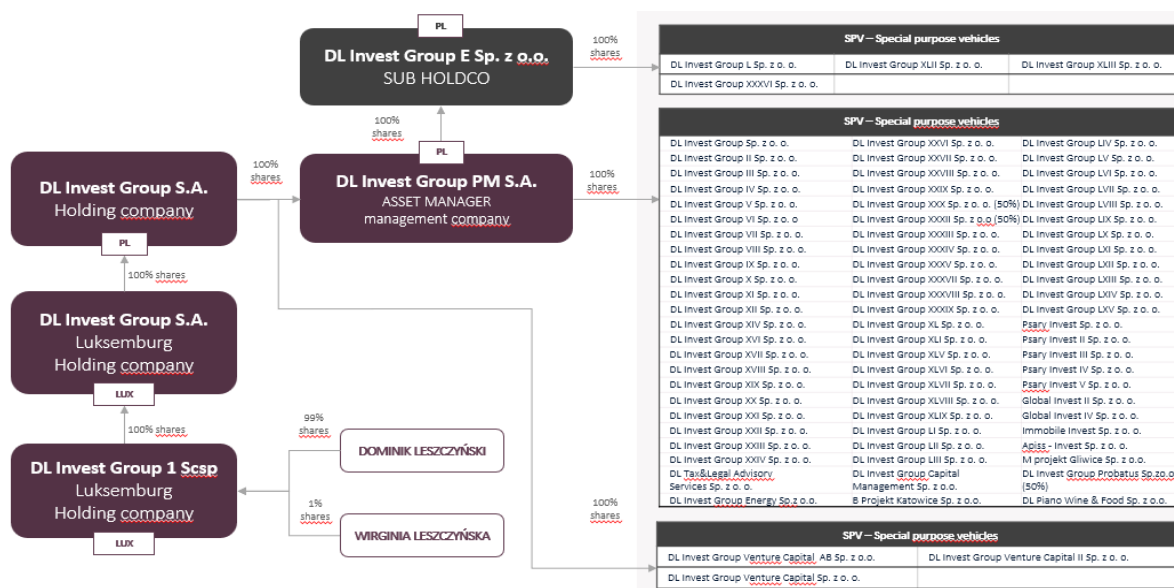 PL
DL Invest Group E Sp. z o.o.
SUB HOLDCO
100%
shares
100%
shares
PL
DL Invest Group PM S.A.
ASSET MANAGER
management company
100%
shares
100%
shares
DL Invest Group S.A.
Holding company
PL
100% shares
DL Invest Group S.A.
Luksemburg
Holding company
LUX
100% shares
DL Invest Group 1 Scsp
Luksemburg
Holding company
LUX
99%
shares
DOMINIK LESZCZYŃSKI
1%
shares
WIRGINIA LESZCZYŃSKA
100%
shares
SPV – Special purpose vehicles
DL Invest Group L Sp. z o. o. DL Invest Group XLII Sp. z o. o. DL Invest Group XLIII Sp. z o. o.
DL Invest Group XXXVI Sp. z o. o.
SPV – Special purpose vehicles
DL Invest Group Sp. z o. o. DL Invest Group XXVI Sp. z o. o. DL Invest Group LIV Sp. z o. o.
DL Invest Group II Sp. z o. o. DL Invest Group XXVII Sp. z o. o. DL Invest Group LV Sp. z o. o.
DL Invest Group III Sp. z o. o. DL Invest Group XXVIII Sp. z o. o. DL Invest Group LVI Sp. z o. o.
DL Invest Group IV Sp. z o. o. DL Invest Group XXIX Sp. z o. o. DL Invest Group LVII Sp. z o. o.
DL Invest Group V Sp. z o. o. DL Invest Group XXX Sp. z o. o. (50%) DL Invest Group LVIII Sp. z o. o.
DL Invest Group VI Sp. z o. o DL Invest Group XXXII Sp. z o.o (50%) DL Invest Group LIX Sp. z o. o.
DL Invest Group VII Sp. z o. o. DL Invest Group XXXIII Sp. z o. o. DL Invest Group LX Sp. z o. o.
DL Invest Group VIII Sp. z o. o. DL Invest Group XXXIV Sp. z o. o. DL Invest Group LXI Sp. z o. o.
DL Invest Group IX Sp. z o. o. DL Invest Group XXXV Sp. z o. o. DL Invest Group LXII Sp. z o. o.
DL Invest Group X Sp. z o. o. DL Invest Group XXXVII Sp. z o. o. DL Invest Group LXIII Sp. z o. o.
DL Invest Group XI Sp. z o. o. DL Invest Group XXXVIII Sp. z o. o. DL Invest Group LXIV Sp. z o. o.
DL Invest Group XII Sp. z o. o. DL Invest Group XXXIX Sp. z o. o. DL Invest Group LXV Sp. z o. o.
DL Invest Group XIV Sp. z o. o. DL Invest Group XL Sp. z o. o. Psary Invest Sp. z o. o.
DL Invest Group XVI Sp. z o. o. DL Invest Group XLI Sp. z o. o. Psary Invest II Sp. z o. o.
DL Invest Group XVII Sp. z o. o. DL Invest Group XLV Sp. z o. o. Psary Invest III Sp. z o. o.
DL Invest Group XVIII Sp. z o. o. DL Invest Group XLVI Sp. z o. o. Psary Invest IV Sp. z o. o.
DL Invest Group XIX Sp. z o. o. DL Invest Group XLVII Sp. z o. o. Psary Invest V Sp. z o. o.
DL Invest Group XX Sp. z o. o. DL Invest Group XLVIII Sp. z o. o. Global Invest II Sp. z o. o.
DL Invest Group XXI Sp. z o. o. DL Invest Group XLIX Sp. z o. o. Global Invest IV Sp. z o. o.
DL Invest Group XXII Sp. z o. o. DL Invest Group LI Sp. z o. o. Immobile Invest Sp. z o. o.
DL Invest Group XXIII Sp. z o. o. DL Invest Group LII Sp. z o. o. Apiss - Invest Sp. z o. o.
DL Invest Group XXIV Sp. z o. o. DL Invest Group LIII Sp. z o. o. M projekt Gliwice Sp. z o. o.
DL Tax&Legal Advisory DL Invest Group Capital DL Invest Group Probatus Sp.zo.o
Services Sp. z o. o. Management Sp. z o. o. (50%)
DL Invest Group Energy Sp.z o.o. B Projekt Katowice Sp. z o.o. DL Piano Wine & Food Sp. z o.o.
SPV – Special purpose vehicles
DL Invest Group Venture Capital AB Sp. z o.o. DL Invest Group Venture Capital II Sp. z o. o.
DL Invest Group Venture Capital Sp. z o. o.